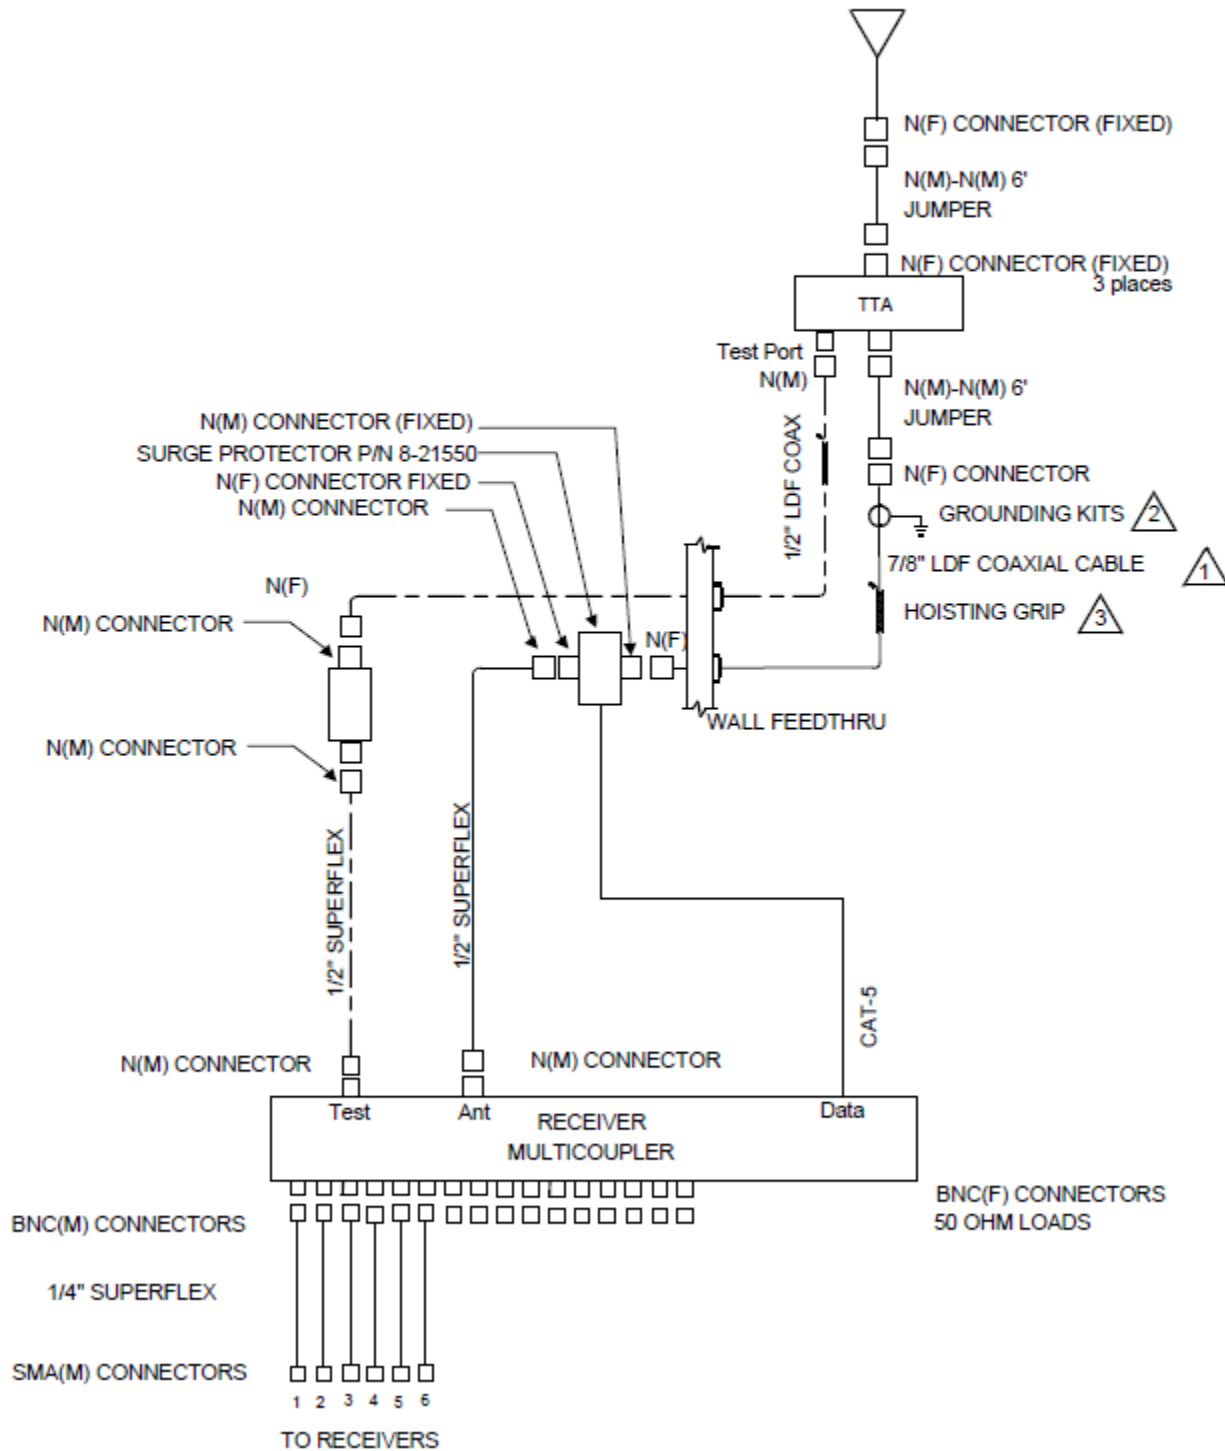 N(F) CONNECTOR (FIXED)
N(M)-N(M) 6'
JUMPER
N(F) CONNECTOR (FIXED)
3 places
TTA
Test Port
N(M)
N(M)-N(M) 6'
JUMPER
N(M) CONNECTOR (FIXED)
SURGE PROTECTOR P/N 8-21550
N(F) CONNECTOR FIXED
N(M) CONNECTOR
1/2" LDF COAX
N(F) CONNECTOR
GROUNDING KITS 2
7/8" LDF COAXIAL CABLE 1
HOISTING GRIP 3
N(F)
N(M) CONNECTOR
N(F)
WALL FEEDTHRU
N(M) CONNECTOR
1/2" SUPERFLEX
1/2" SUPERFLEX
CAT-5
N(M) CONNECTOR
N(M) CONNECTOR
Test
Ant
Data
RECEIVER
MULTICOUPLER
BNC(F) CONNECTORS
50 OHM LOADS
BNC(M) CONNECTORS
1/4" SUPERFLEX
SMA(M) CONNECTORS
1 2 3 4 5 6
TO RECEIVERS